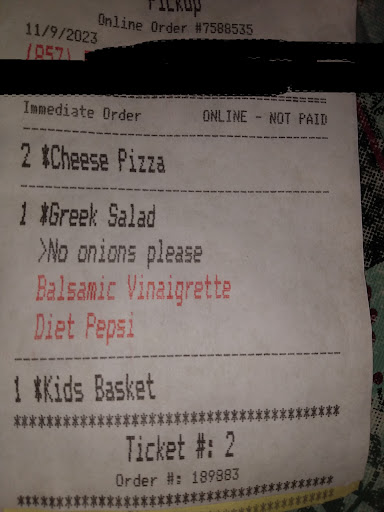 Pickup
Online Order #7588535
11/9/2023
(857)
Immediate Order ONLINE - NOT PAID
2 *Cheese Pizza
1 *Greek Salad
>No onions please
Balsamic Vinaigrette
Diet Pepsi
1 *Kids Basket
Ticket #: 2
Order #: 189883